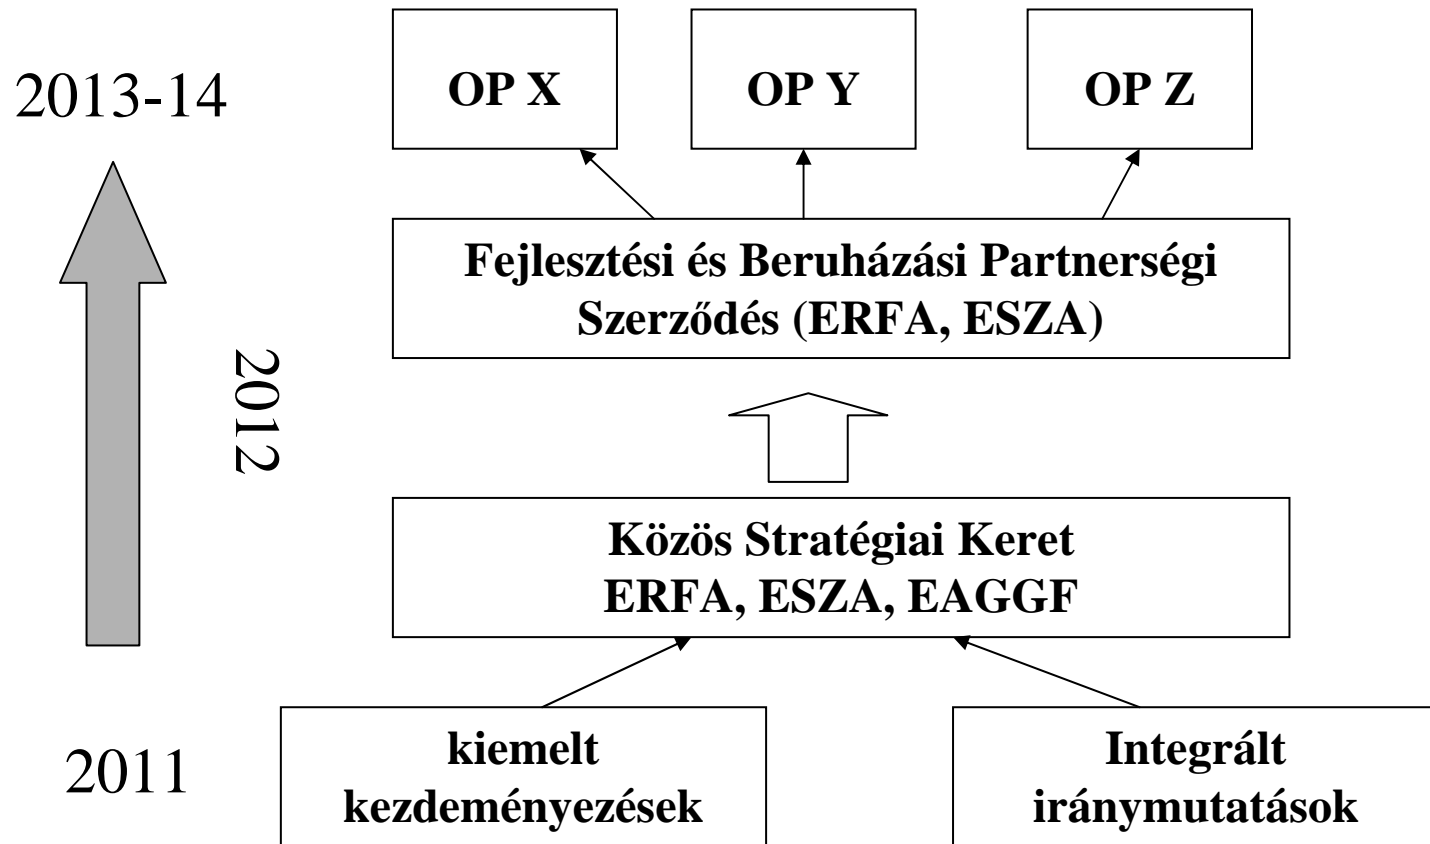 2013-14
OP X
OP Y
OP Z
Fejlesztési és Beruházási Partnerségi
Szerződés (ERFA, ESZA)
2012
Közös Stratégiai Keret
ERFA, ESZA, EAGGF
2011
kiemelt
kezdeményezések
Integrált
iránymutatások